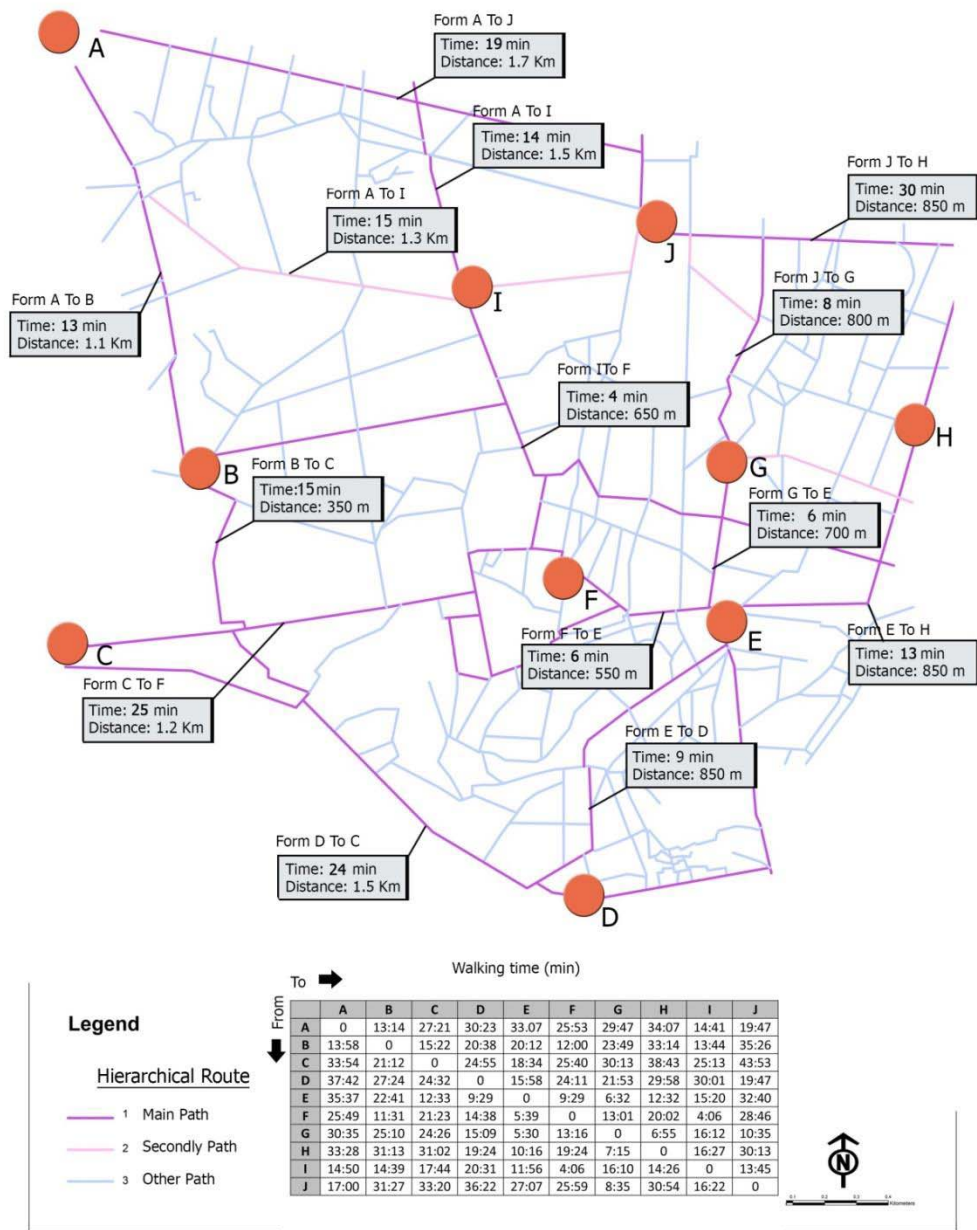 Form A To J
A
Time: 19 min
Distance: 1.7 Km
Form A To I
Time: 14 min
Distance: 1.5 Km
Form J To H
Time: 30 min
Distance: 850 m
Form A To I
Time: 15 min
Distance: 1.3 Km
J
Form J To G
Time: 8 min
Distance: 800 m
Form A To B
Time: 13 min
Distance: 1.1 Km
I
Form ITo F
Time: 4 min
Distance: 650 m
H
B
Form B To C
Time:15min
Distance: 350 m
G
Form G To E
Time: 6 min
Distance: 700 m
F
Form F To E
Time: 6 min
Distance: 550 m
E
Form E To H
Time: 13 min
Distance: 850 m
C
Form C To F
Time: 25 min
Distance: 1.2 Km
Form E To D
Time: 9 min
Distance: 850 m
Form D To C
Time: 24 min
Distance: 1.5 Km
D
Walking time (min)
To
From
A B C D E F G H I J
A 0 13:14 27:21 30:23 33.07 25:53 29:47 34:07 14:41 19:47
B 13:58 0 15:22 20:38 20:12 12:00 23:49 33:14 13:44 35:26
C 33:54 21:12 0 24:55 18:34 25:40 30:13 38:43 25:13 43:53
D 37:42 27:24 24:32 0 15:58 24:11 21:53 29:58 30:01 19:47
E 35:37 22:41 12:33 9:29 0 9:29 6:32 12:32 15:20 32:40
F 25:49 11:31 21:23 14:38 5:39 0 13:01 20:02 4:06 28:46
G 30:35 25:10 24:26 15:09 5:30 13:16 0 6:55 16:12 10:35
H 33:28 31:13 31:02 19:24 10:16 19:24 7:15 0 16:27 30:13
I 14:50 14:39 17:44 20:31 11:56 4:06 16:10 14:26 0 13:45
J 17:00 31:27 33:20 36:22 27:07 25:59 8:35 30:54 16:22 0
Legend
Hierarchical Route
1 Main Path
2 Secondly Path
3 Other Path
N
0.1 0.2 0.3 0.4
Kilometers